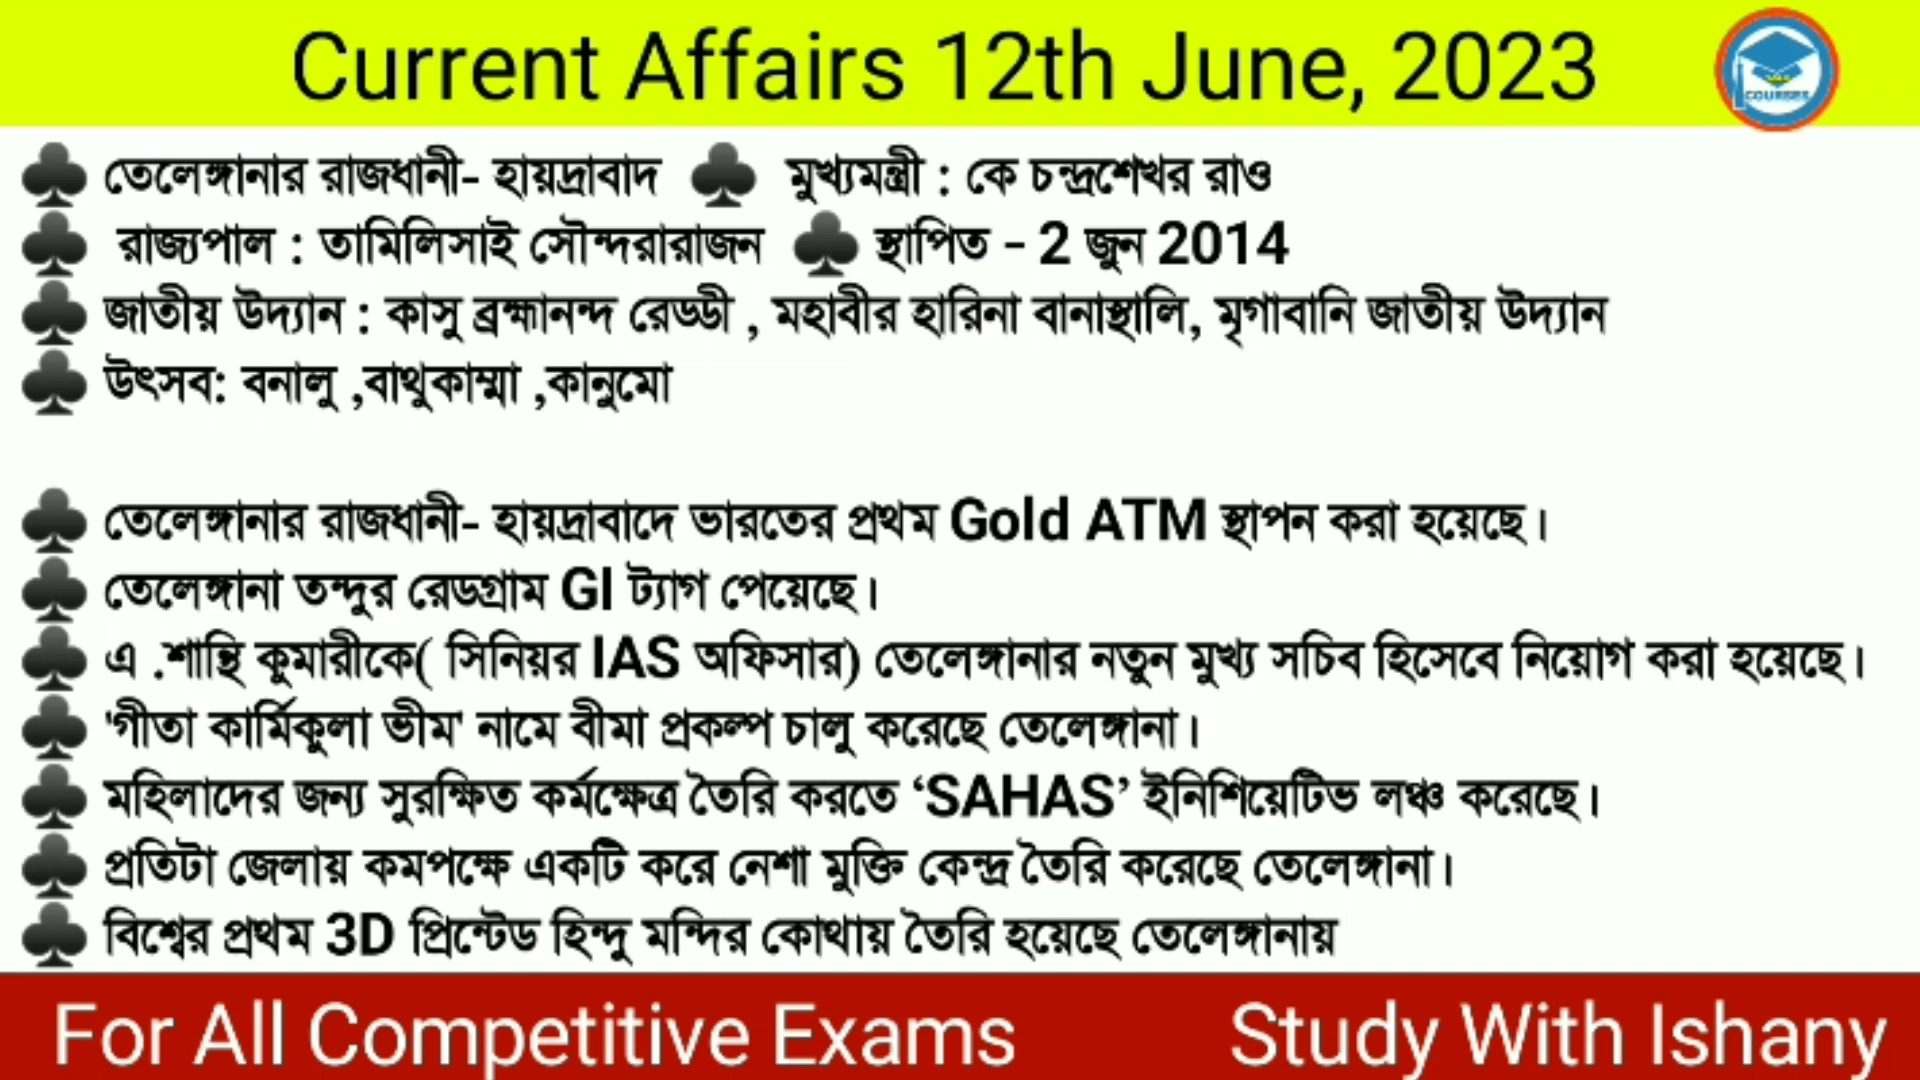 Current Affairs 12th June, 2023
COURSES
♣ তেলেঙ্গানার রাজধানী- হায়দ্রাবাদ ♣ মুখ্যমন্ত্রী : কে চন্দ্রশেখর রাও
♣ রাজ্যপাল : তামিলিসাই সৌন্দরারাজন ♣ স্থাপিত – 2 জুন 2014
♣ জাতীয় উদ্যান : কাসু ব্রহ্মানন্দ রেড্ডী , মহাবীর হারিনা বানাস্থালি, মৃগাবানি জাতীয় উদ্যান
♣ উৎসব: বনালু ,বাথুকাম্মা ,কানুমো
♣ তেলেঙ্গানার রাজধানী- হায়দ্রাবাদে ভারতের প্রথম Gold ATM স্থাপন করা হয়েছে।
♣ তেলেঙ্গানা তন্দুর রেডগ্রাম GI ট্যাগ পেয়েছে।
♣ এ .শান্থি কুমারীকে( সিনিয়র IAS অফিসার) তেলেঙ্গানার নতুন মুখ্য সচিব হিসেবে নিয়োগ করা হয়েছে।
♣ 'গীতা কার্মিকুলা ভীম' নামে বীমা প্রকল্প চালু করেছে তেলেঙ্গানা।
♣ মহিলাদের জন্য সুরক্ষিত কর্মক্ষেত্র তৈরি করতে ‘SAHAS’ ইনিশিয়েটিভ লঞ্চ করেছে।
♣ প্রতিটা জেলায় কমপক্ষে একটি করে নেশা মুক্তি কেন্দ্র তৈরি করেছে তেলেঙ্গানা।
♣ বিশ্বের প্রথম 3D প্রিন্টেড হিন্দু মন্দির কোথায় তৈরি হয়েছে তেলেঙ্গানায়
For All Competitive Exams Study With Ishany